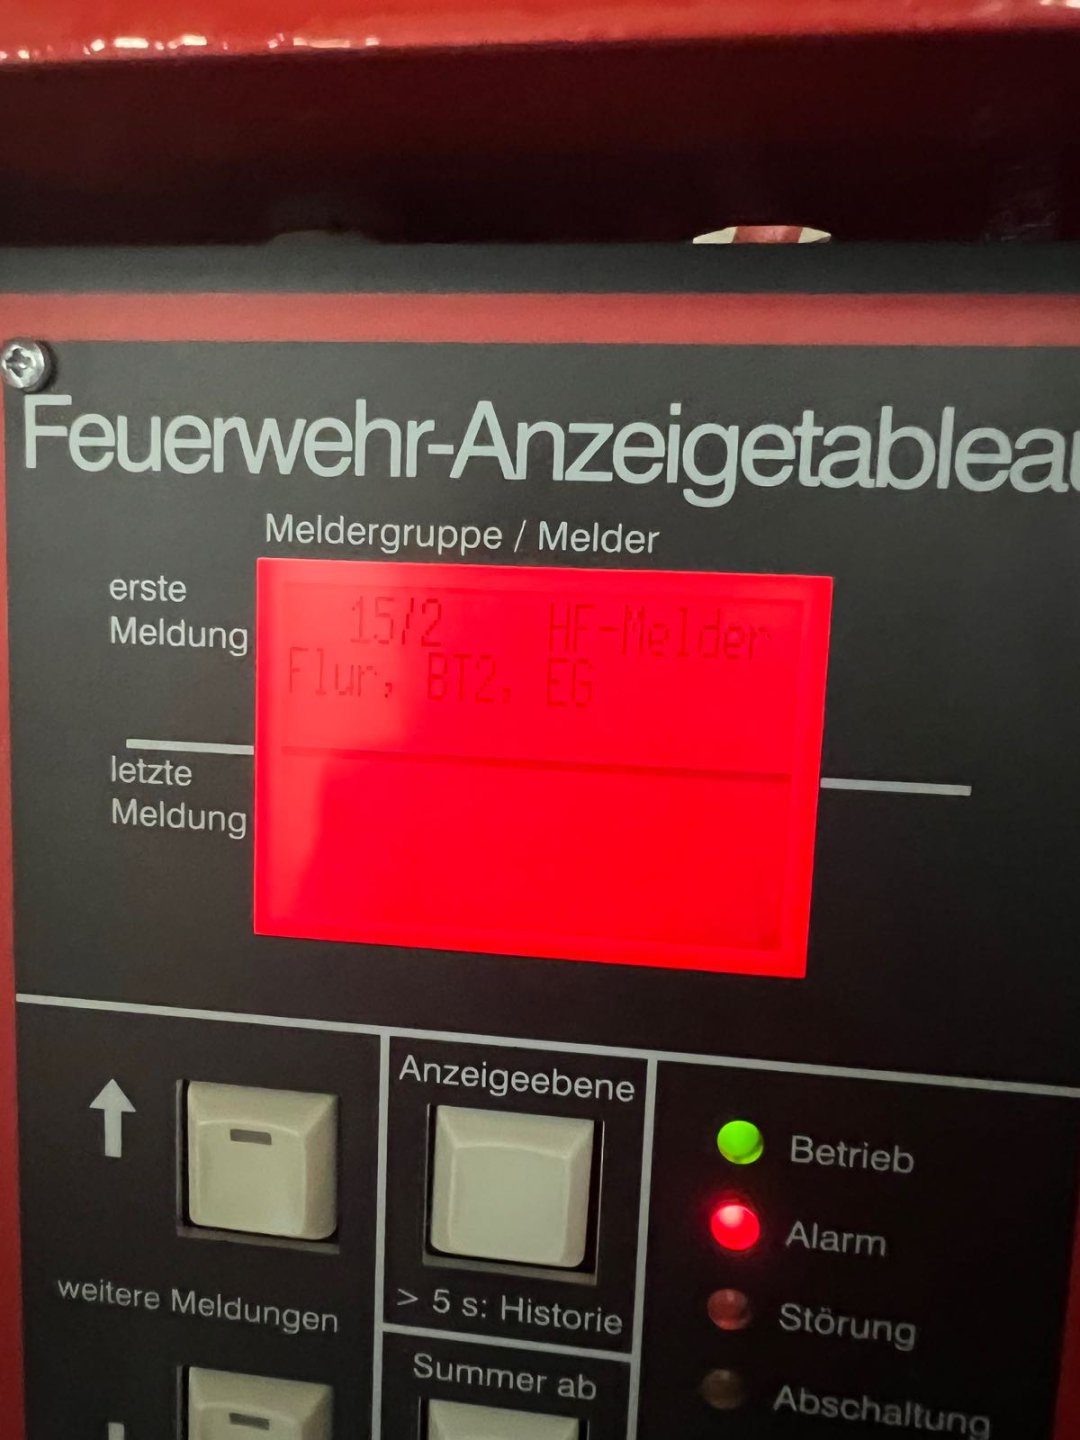 Feuerwehr-Anzeigetableau
Meldergruppe / Melder
erste
Meldung
15/2 HF-Melder
Flur, BT2, EG
letzte
Meldung
Anzeigeebene
Betrieb
Alarm
weitere Meldungen
> 5 s: Historie
Störung
Summer ab
Abschaltung